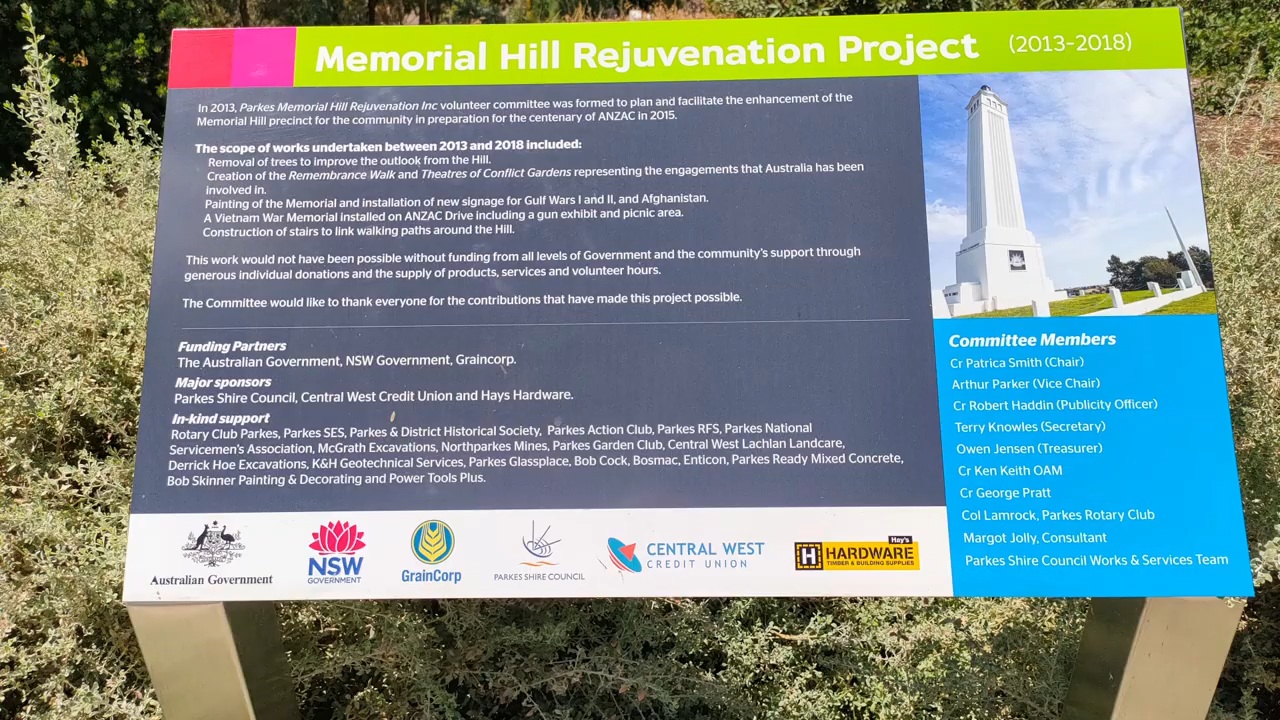 Memorial Hill Rejuvenation Project (2013-2018)
In 2013, Parkes Memorial Hill Rejuvenation Inc volunteer committee was formed to plan and facilitate the enhancement of the
Memorial Hill precinct for the community in preparation for the centenary of ANZAC in 2015.
The scope of works undertaken between 2013 and 2018 included:
Removal of trees to improve the outlook from the Hill.
Creation of the Remembrance Walk and Theatres of Conflict Gardens representing the engagements that Australia has been
involved in.
Painting of the Memorial and installation of new signage for Gulf Wars I and II, and Afghanistan.
A Vietnam War Memorial installed on ANZAC Drive including a gun exhibit and picnic area.
Construction of stairs to link walking paths around the Hill.
This work would not have been possible without funding from all levels of Government and the community's support through
generous individual donations and the supply of products, services and volunteer hours.
The Committee would like to thank everyone for the contributions that have made this project possible.
Funding Partners
The Australian Government, NSW Government, Graincorp.
Major sponsors
Parkes Shire Council, Central West Credit Union and Hays Hardware.
In-kind support
Rotary Club Parkes, Parkes SES, Parkes & District Historical Society, Parkes Action Club, Parkes RFS, Parkes National
Servicemen's Association, McGrath Excavations, Northparkes Mines, Parkes Garden Club, Central West Lachlan Landcare,
Derrick Hoe Excavations, K&H Geotechnical Services, Parkes Glassplace, Bob Cock, Bosmac, Enticon, Parkes Ready Mixed Concrete,
Bob Skinner Painting & Decorating and Power Tools Plus.
Committee Members
Cr Patrica Smith (Chair)
Arthur Parker (Vice Chair)
Cr Robert Haddin (Publicity Officer)
Terry Knowles (Secretary)
Owen Jensen (Treasurer)
Cr Ken Keith OAM
Cr George Pratt
Col Lamrock, Parkes Rotary Club
Margot Jolly, Consultant
Parkes Shire Council Works & Services Team
Australian Government
NSW
GOVERNMENT
GrainCorp
PARKES SHIRE COUNCIL
CENTRAL WEST
CREDIT UNION
Hay's
H HARDWARE
TIMBER & BUILDING SUPPLIES